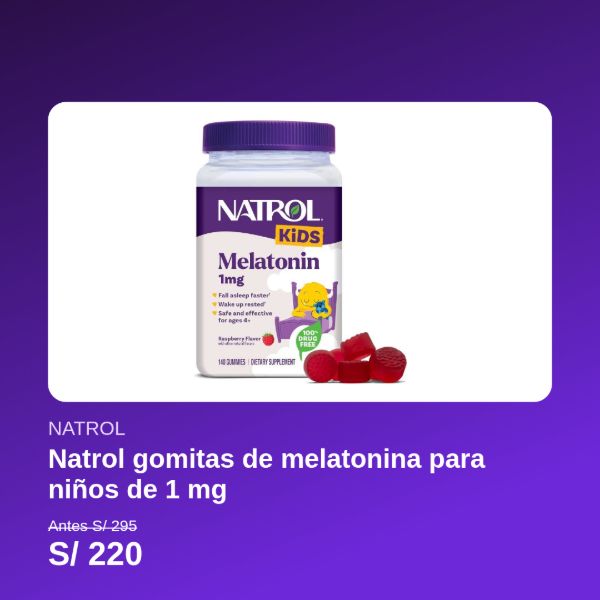 NATROL
KiDS
Melatonin
1mg
Fall asleep faster†
Wake up rested†
Safe and effective
for ages 4+
100%
DRUG
FREE
Raspberry Flavor
140 GUMMIES | DIETARY SUPPLEMENT
NATROL
Natrol gomitas de melatonina para
niños de 1 mg
Antes S/ 295
S/ 220